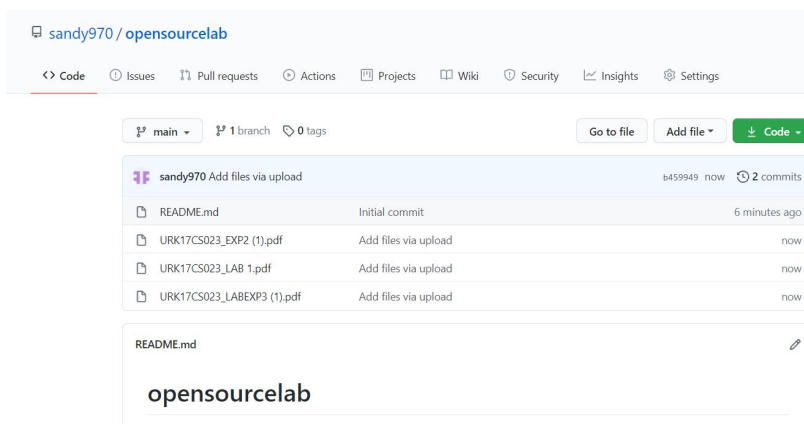 sandy970 / opensourcelab
<> Code Issues Pull requests Actions Projects Wiki Security Insights Settings
main 1 branch 0 tags Go to file Add file Code
sandy970 Add files via upload b459949 now 2 commits
README.md Initial commit 6 minutes ago
URK17CS023_EXP2 (1).pdf Add files via upload now
URK17CS023_LAB 1.pdf Add files via upload now
URK17CS023_LABEXP3 (1).pdf Add files via upload now
README.md
opensourcelab